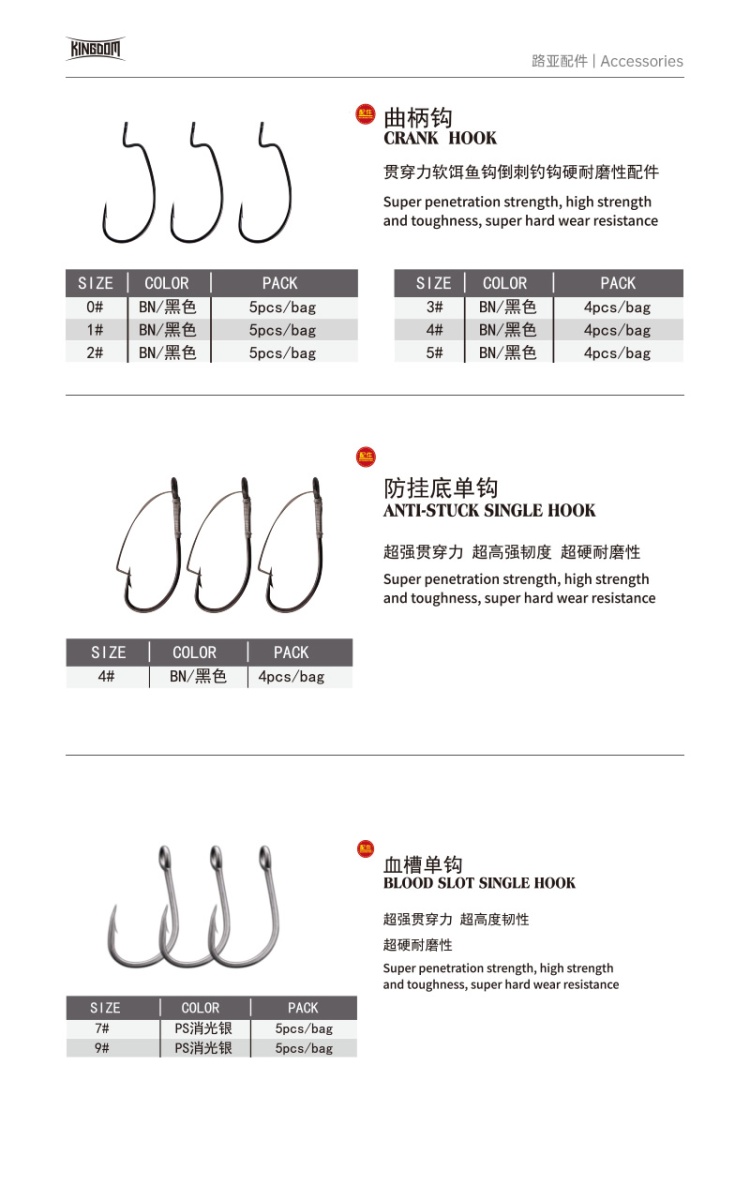 KINGDOM
路亚配件 | Accessories
配件
曲柄钩
CRANK HOOK
贯穿力软饵鱼钩倒刺钓钩硬耐磨性配件
Super penetration strength, high strength
and toughness, super hard wear resistance
SIZE COLOR PACK
0# BN/黑色 5pcs/bag
1# BN/黑色 5pcs/bag
2# BN/黑色 5pcs/bag
SIZE COLOR PACK
3# BN/黑色 4pcs/bag
4# BN/黑色 4pcs/bag
5# BN/黑色 4pcs/bag
配件
防挂底单钩
ANTI-STUCK SINGLE HOOK
超强贯穿力 超高强韧度 超硬耐磨性
Super penetration strength, high strength
and toughness, super hard wear resistance
SIZE COLOR PACK
4# BN/黑色 4pcs/bag
配件
血槽单钩
BLOOD SLOT SINGLE HOOK
超强贯穿力 超高度韧性
超硬耐磨性
Super penetration strength, high strength
and toughness, super hard wear resistance
SIZE COLOR PACK
7# PS消光银 5pcs/bag
9# PS消光银 5pcs/bag